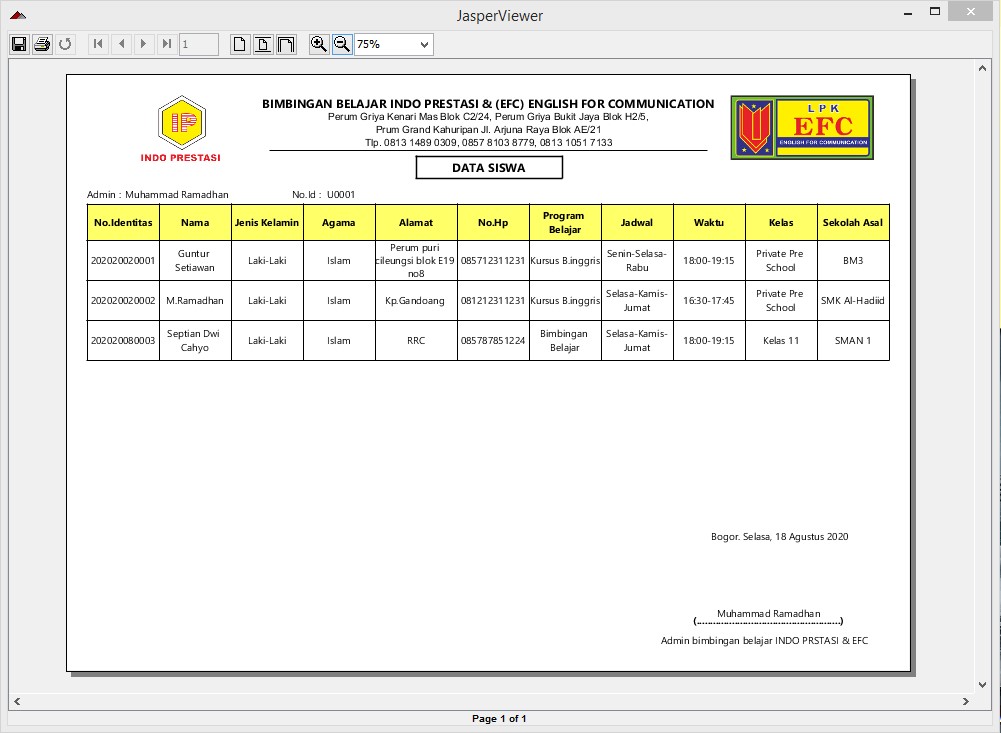 JasperViewer
1
75%
IP
INDO PRESTASI
BIMBINGAN BELAJAR INDO PRESTASI & (EFC) ENGLISH FOR COMMUNICATION
Perum Griya Kenari Mas Blok C2/24, Perum Griya Bukit Jaya Blok H2/5,
Prum Grand Kahuripan Jl. Arjuna Raya Blok AE/21
Tlp. 0813 1489 0309, 0857 8103 8779, 0813 1051 7133
LPK
EFC
ENGLISH FOR COMMUNICATION
DATA SISWA
Admin : Muhammad Ramadhan No.Id : U0001
No.Identitas Nama Jenis Kelamin Agama Alamat No.Hp Program Belajar Jadwal Waktu Kelas Sekolah Asal
202020020001 Guntur Setiawan Laki-Laki Islam Perum puri cileungsi blok E19 no8 085712311231 Kursus B.inggris Senin-Selasa-Rabu 18:00-19:15 Private Pre School BM3
202020020002 M.Ramadhan Laki-Laki Islam Kp.Gandoang 081212311231 Kursus B.inggris Selasa-Kamis-Jumat 16:30-17:45 Private Pre School SMK Al-Hadiid
202020080003 Septian Dwi Cahyo Laki-Laki Islam RRC 085787851224 Bimbingan Belajar Selasa-Kamis-Jumat 18:00-19:15 Kelas 11 SMAN 1
Bogor. Selasa, 18 Agustus 2020
Muhammad Ramadhan
(..................................................)
Admin bimbingan belajar INDO PRSTASI & EFC
Page 1 of 1